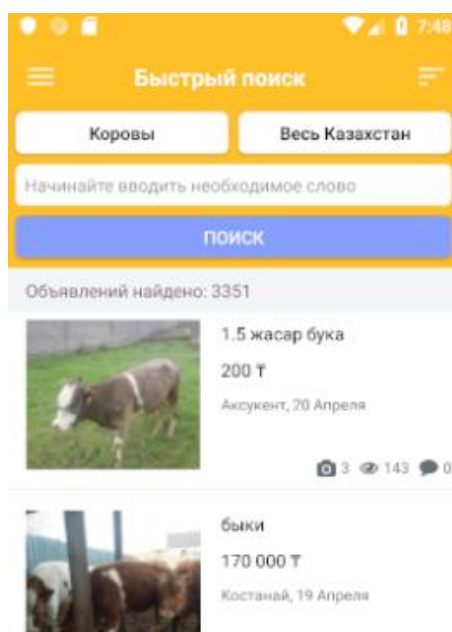 7:48
Быстрый поиск
Коровы Весь Казахстан
Начинайте вводить необходимое слово
ПОИСК
Объявлений найдено: 3351
1.5 жасар бука
200 ₸
Аксукент, 20 Апреля
3 143 0
быки
170 000 ₸
Костанай, 19 Апреля